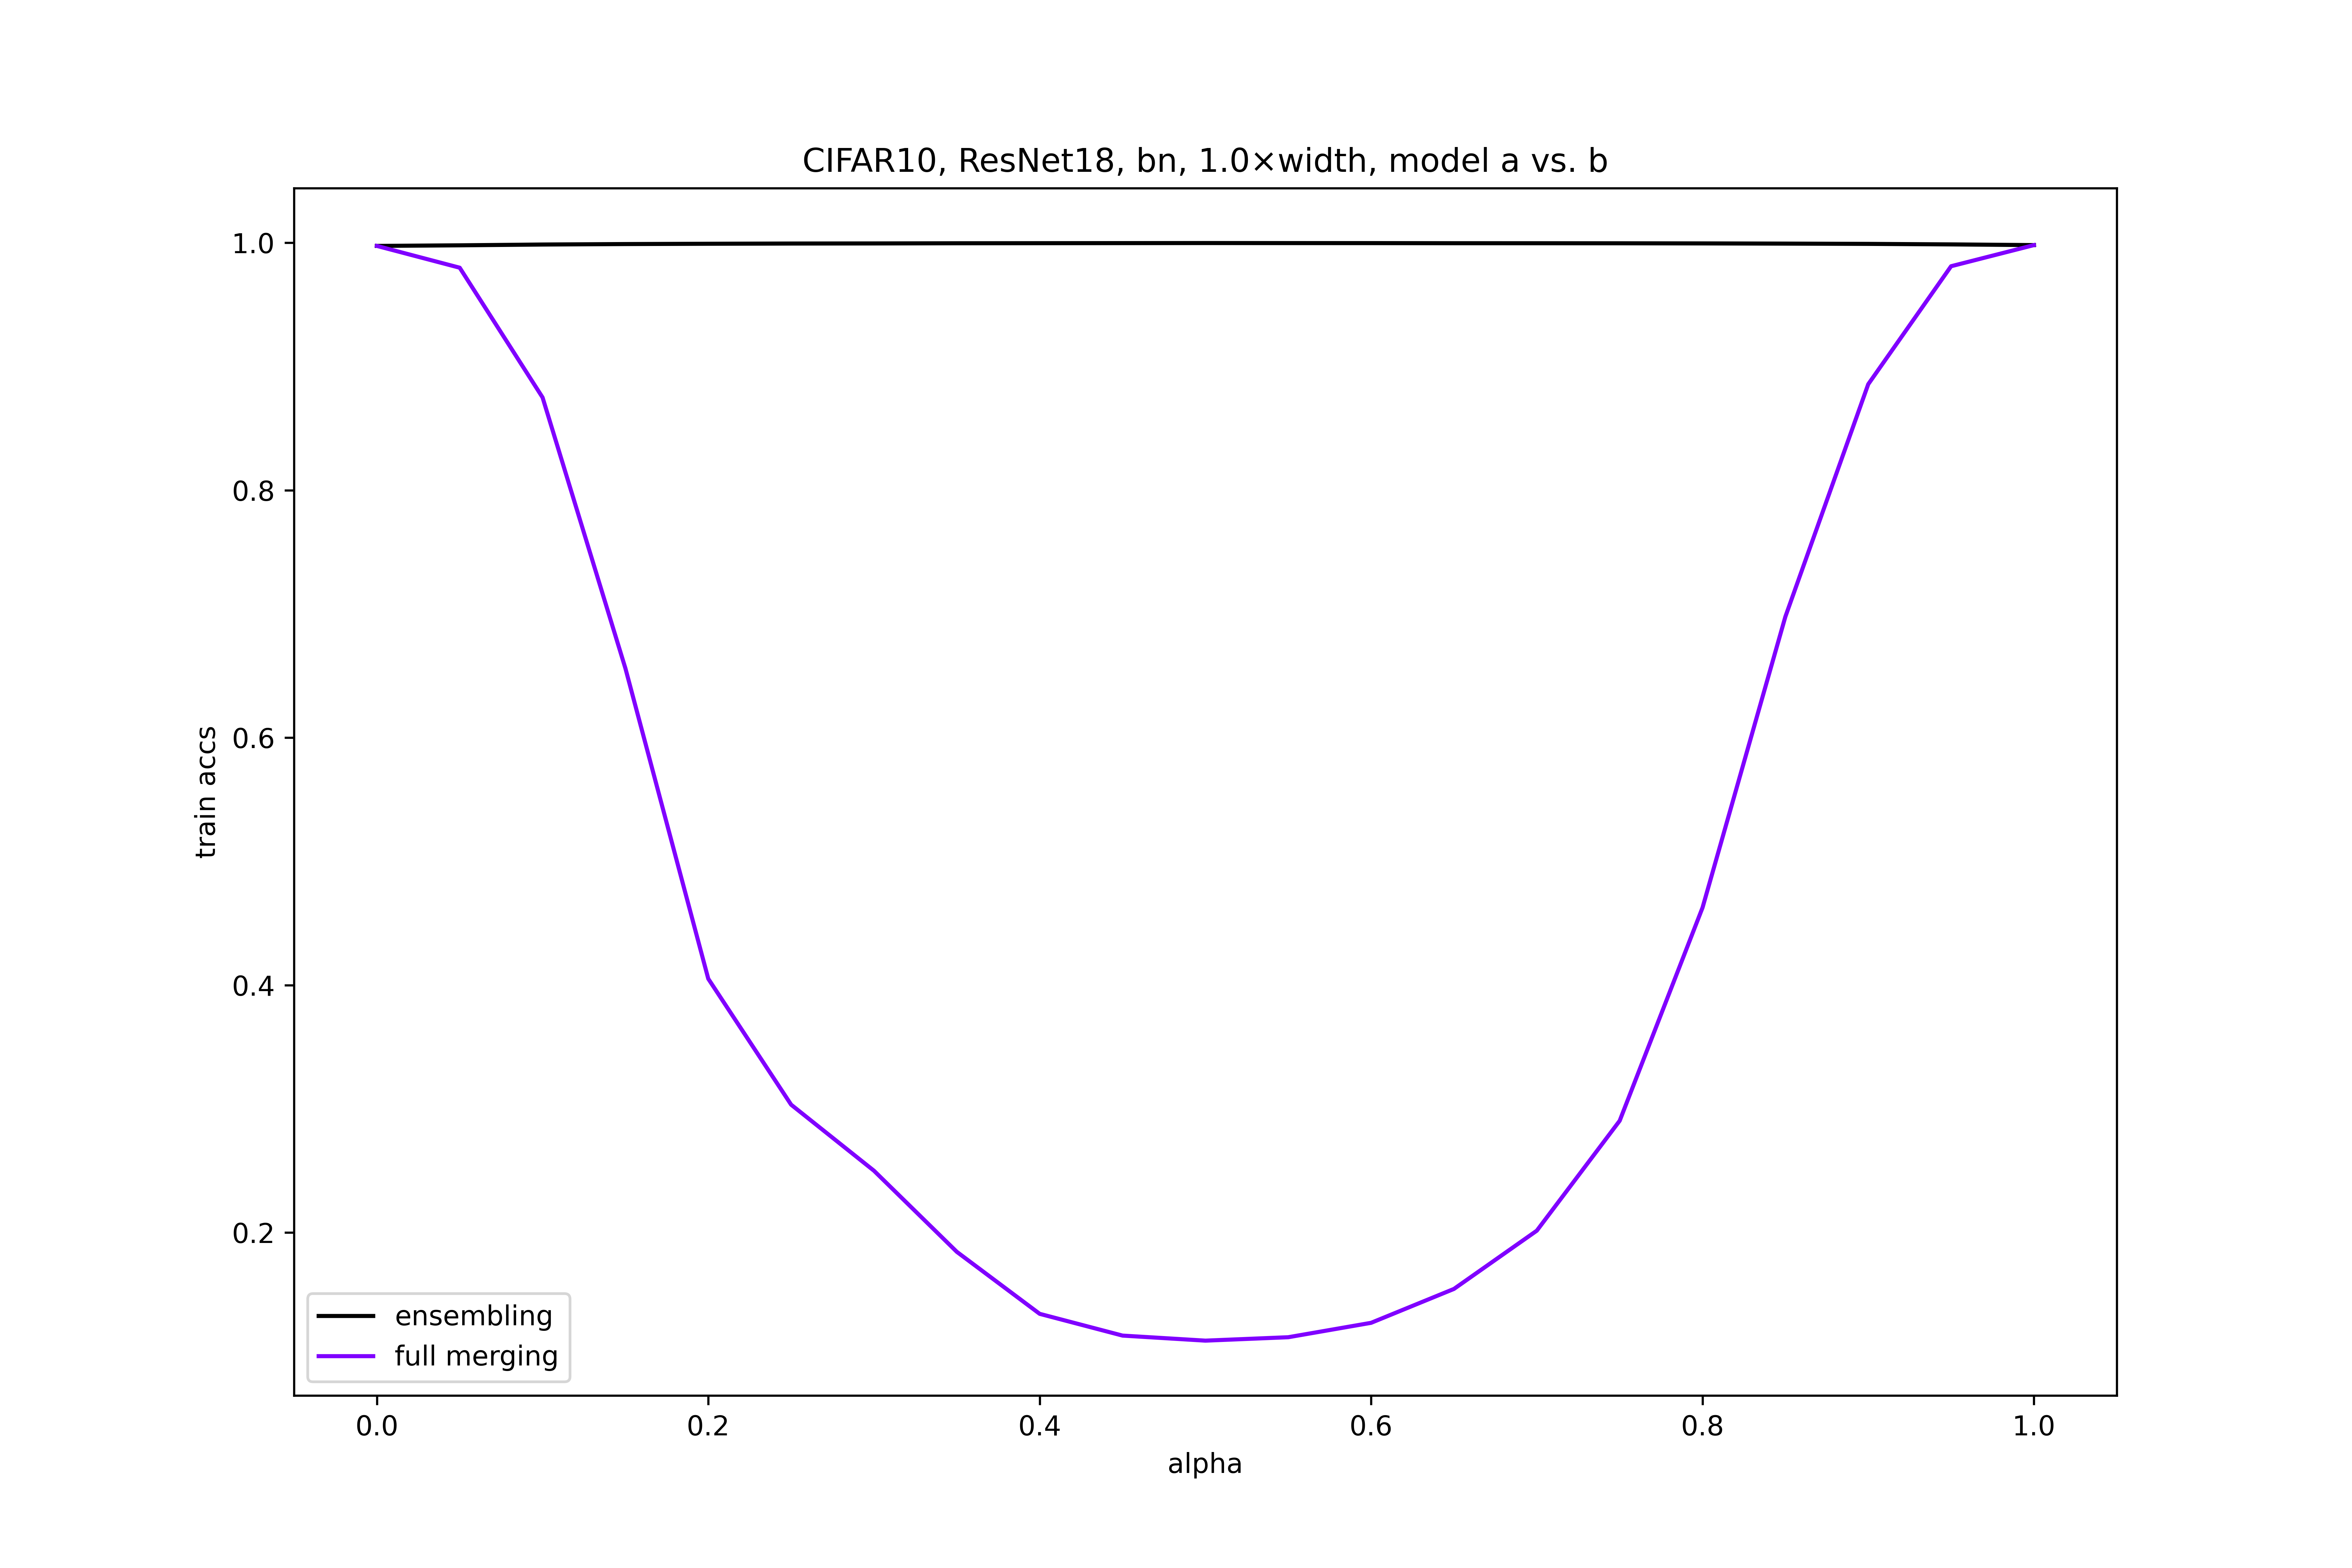 CIFAR10, ResNet18, bn, 1.0×width, model a vs. b
train accs
1.0
0.8
0.6
0.4
0.2
ensembling
full merging
0.0 0.2 0.4 0.6 0.8 1.0
alpha